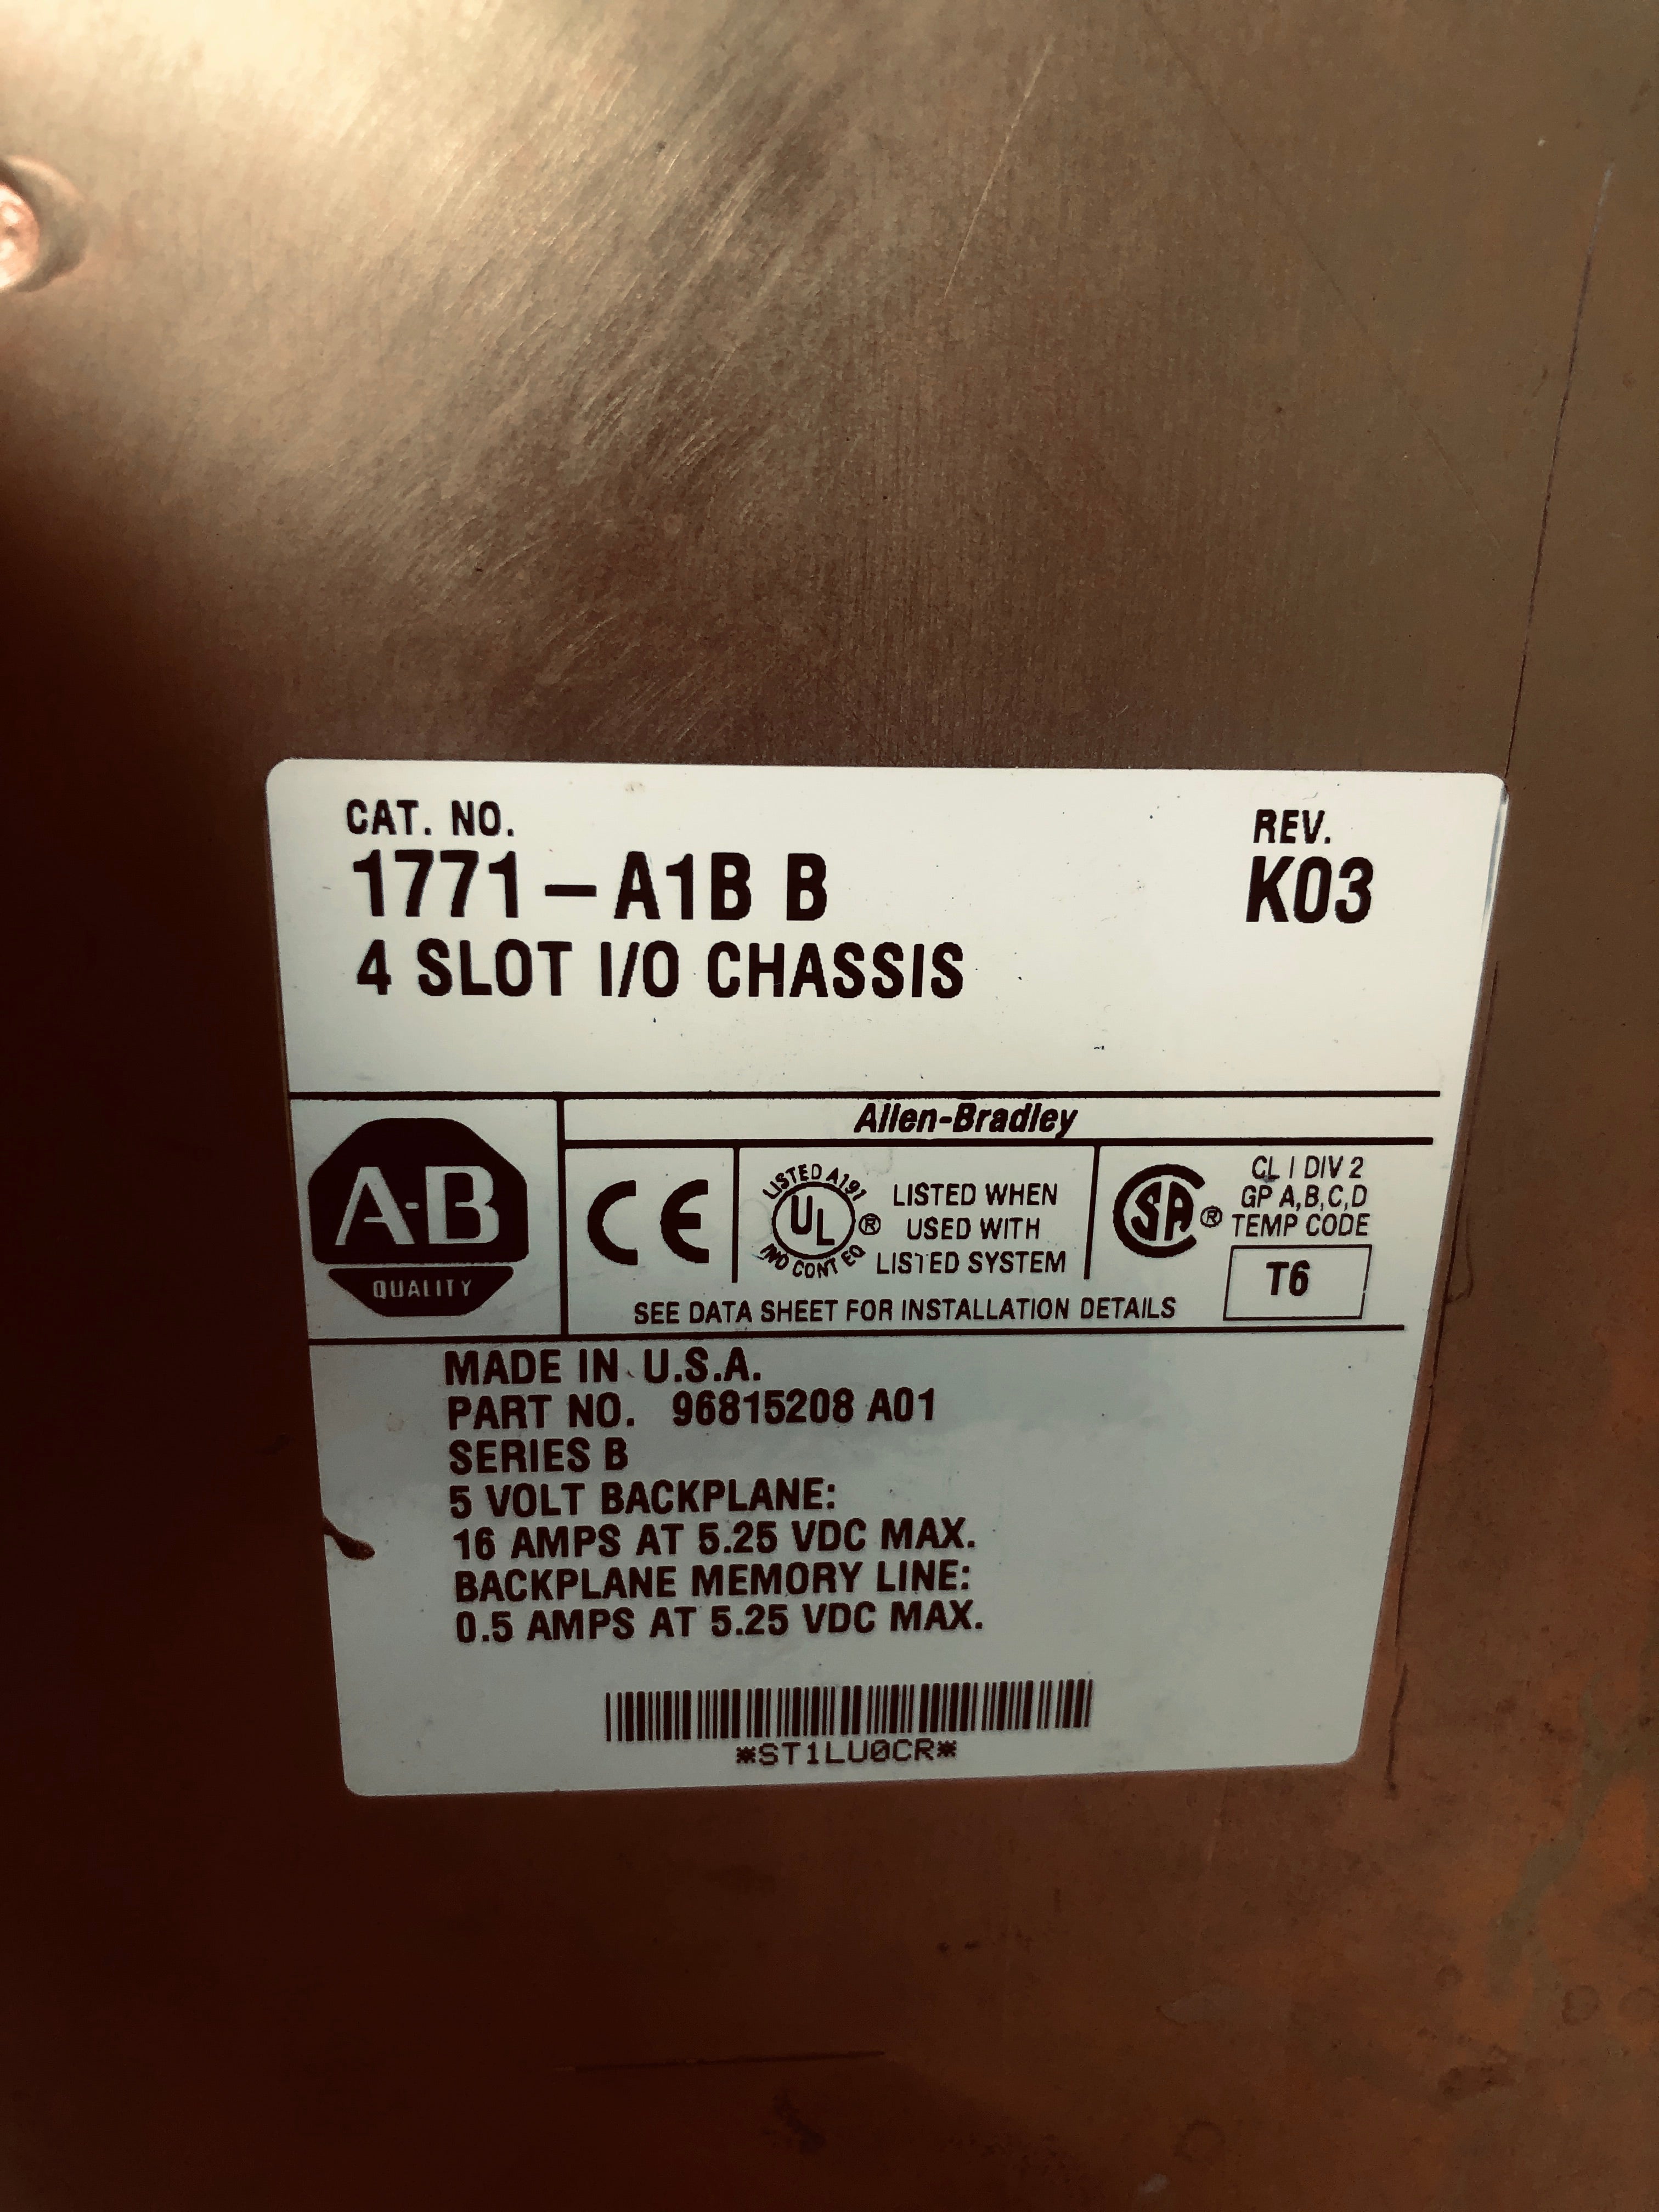 CAT. NO.
REV.
1771-A1B B
K03
4 SLOT I/O CHASSIS
Allen-Bradley
A-B
QUALITY
CE
LISTED A191
UL ®
IND CONT EQ
LISTED WHEN
USED WITH
LISTED SYSTEM
SA ®
CL I DIV 2
GP A,B,C,D
TEMP CODE
T6
SEE DATA SHEET FOR INSTALLATION DETAILS
MADE IN U.S.A.
PART NO. 96815208 A01
SERIES B
5 VOLT BACKPLANE:
16 AMPS AT 5.25 VDC MAX.
BACKPLANE MEMORY LINE:
0.5 AMPS AT 5.25 VDC MAX.
*ST1LU0CR*